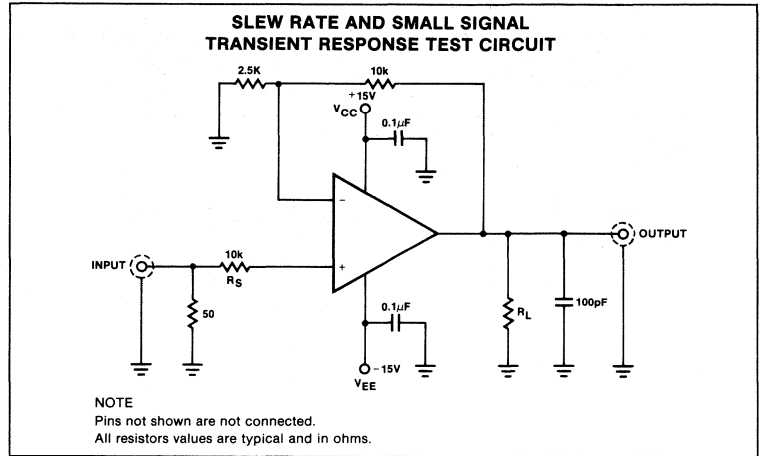 SLEW RATE AND SMALL SIGNAL
TRANSIENT RESPONSE TEST CIRCUIT
2.5K
10k
+15V
VCC
0.1μF
−
OUTPUT
10k
INPUT
+
RS
0.1μF
100pF
RL
50
−15V
VEE
NOTE
Pins not shown are not connected.
All resistors values are typical and in ohms.